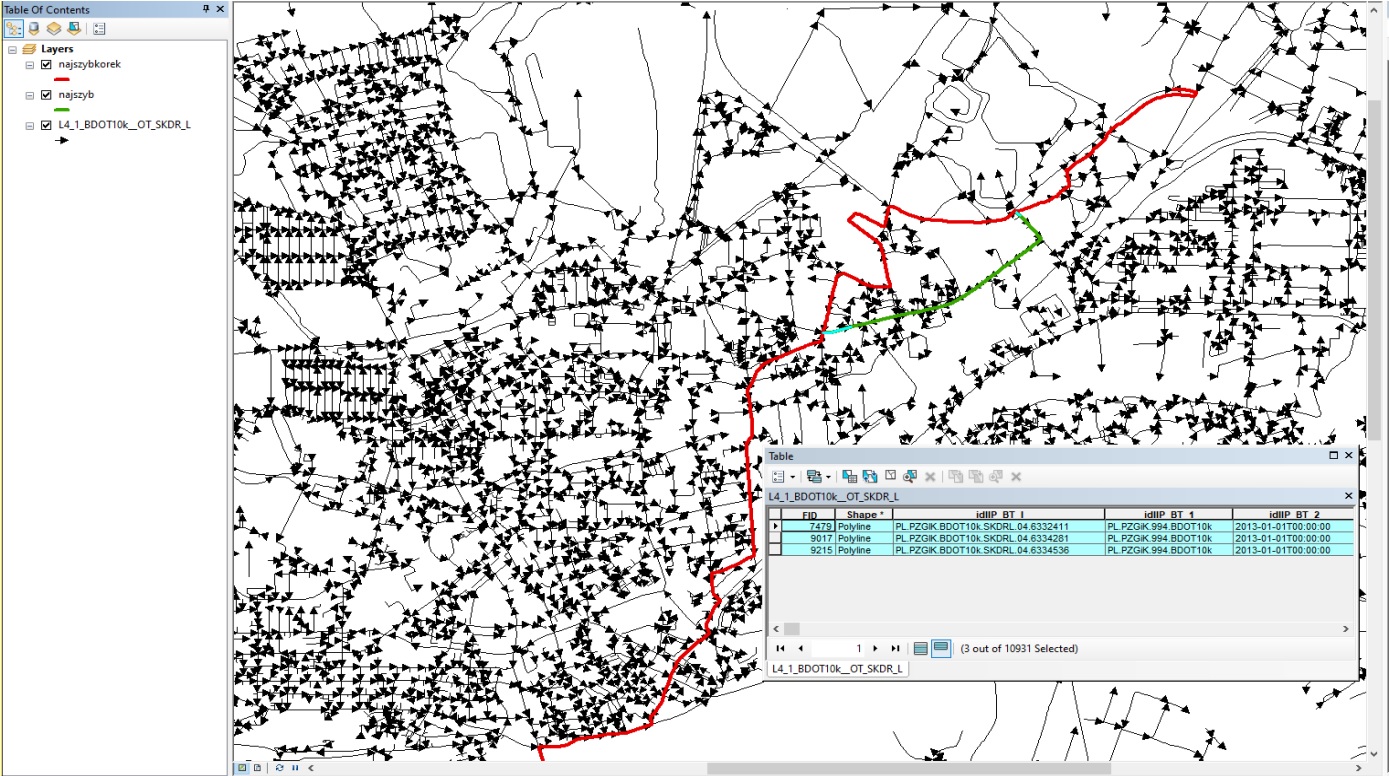 Table Of Contents
Layers
najszybkorek
najszyb
L4_1_BDOT10k__OT_SKDR_L
Table
L4_1_BDOT10k__OT_SKDR_L
FID Shape * idIIP_BT_I idIIP_BT_1 idIIP_BT_2
7479 Polyline PL.PZGiK.BDOT10k.SKDRL.04.6332411 PL.PZGiK.994.BDOT10k 2013-01-01T00:00:00
9017 Polyline PL.PZGiK.BDOT10k.SKDRL.04.6334281 PL.PZGiK.994.BDOT10k 2013-01-01T00:00:00
9215 Polyline PL.PZGiK.BDOT10k.SKDRL.04.6334536 PL.PZGiK.994.BDOT10k 2013-01-01T00:00:00
1 (3 out of 10931 Selected)
L4_1_BDOT10k__OT_SKDR_L